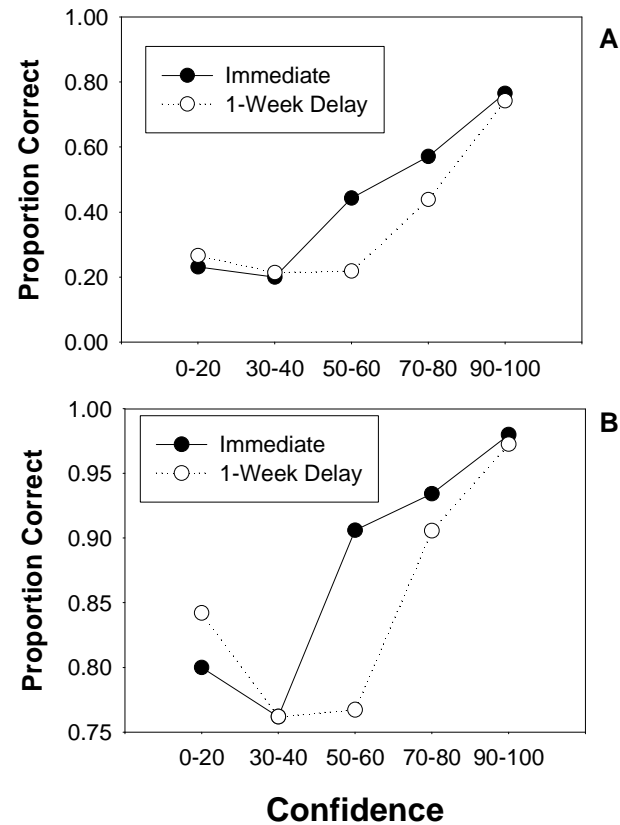 A
Proportion Correct
1.00
0.80
0.60
0.40
0.20
0.00
Immediate
1-Week Delay
0-20 30-40 50-60 70-80 90-100
B
Proportion Correct
1.00
0.95
0.90
0.85
0.80
0.75
Immediate
1-Week Delay
0-20 30-40 50-60 70-80 90-100
Confidence